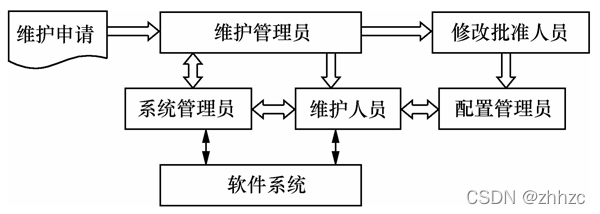 维护申请
维护管理员
修改批准人员
系统管理员
维护人员
配置管理员
软件系统
CSDN @zhhzc